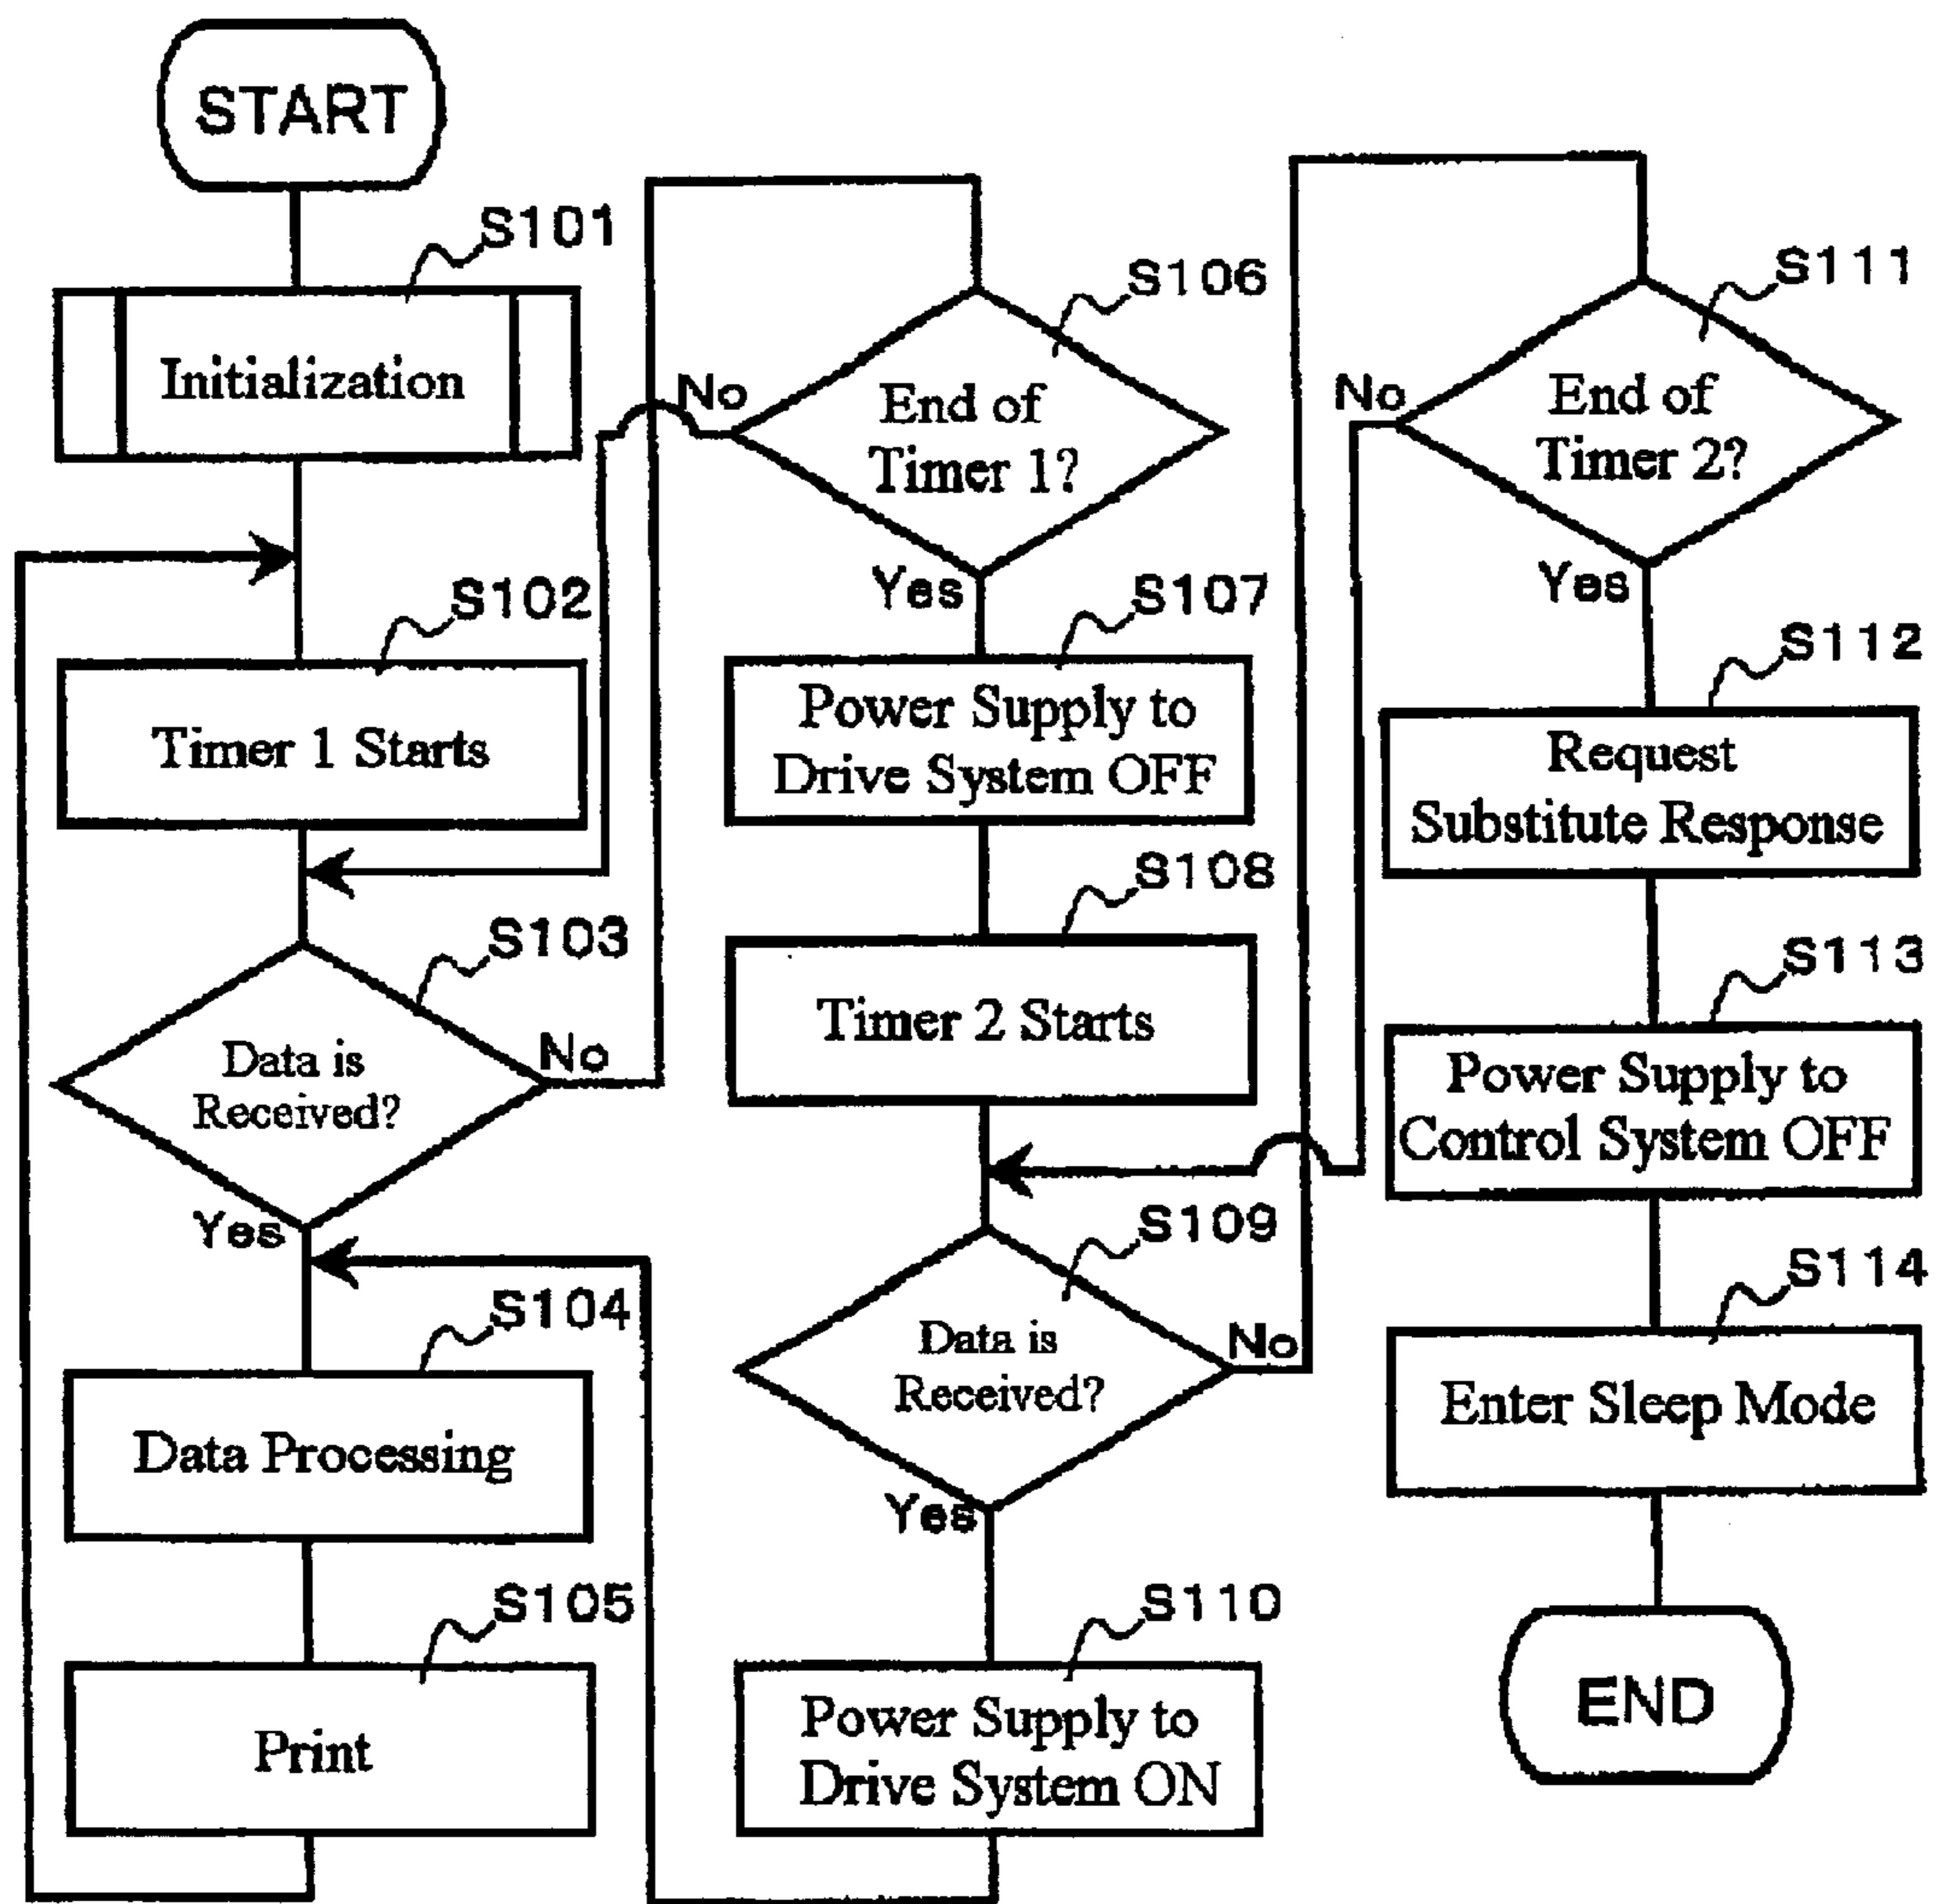 START
S101
Initialization
S102
Timer 1 Starts
S103
Data is
Received?
No
Yes
S104
Data Processing
S105
Print
S106
End of
Timer 1?
No
Yes
S107
Power Supply to
Drive System OFF
S108
Timer 2 Starts
S109
Data is
Received?
No
Yes
S110
Power Supply to
Drive System ON
S111
End of
Timer 2?
No
Yes
S112
Request
Substitute Response
S113
Power Supply to
Control System OFF
S114
Enter Sleep Mode
END